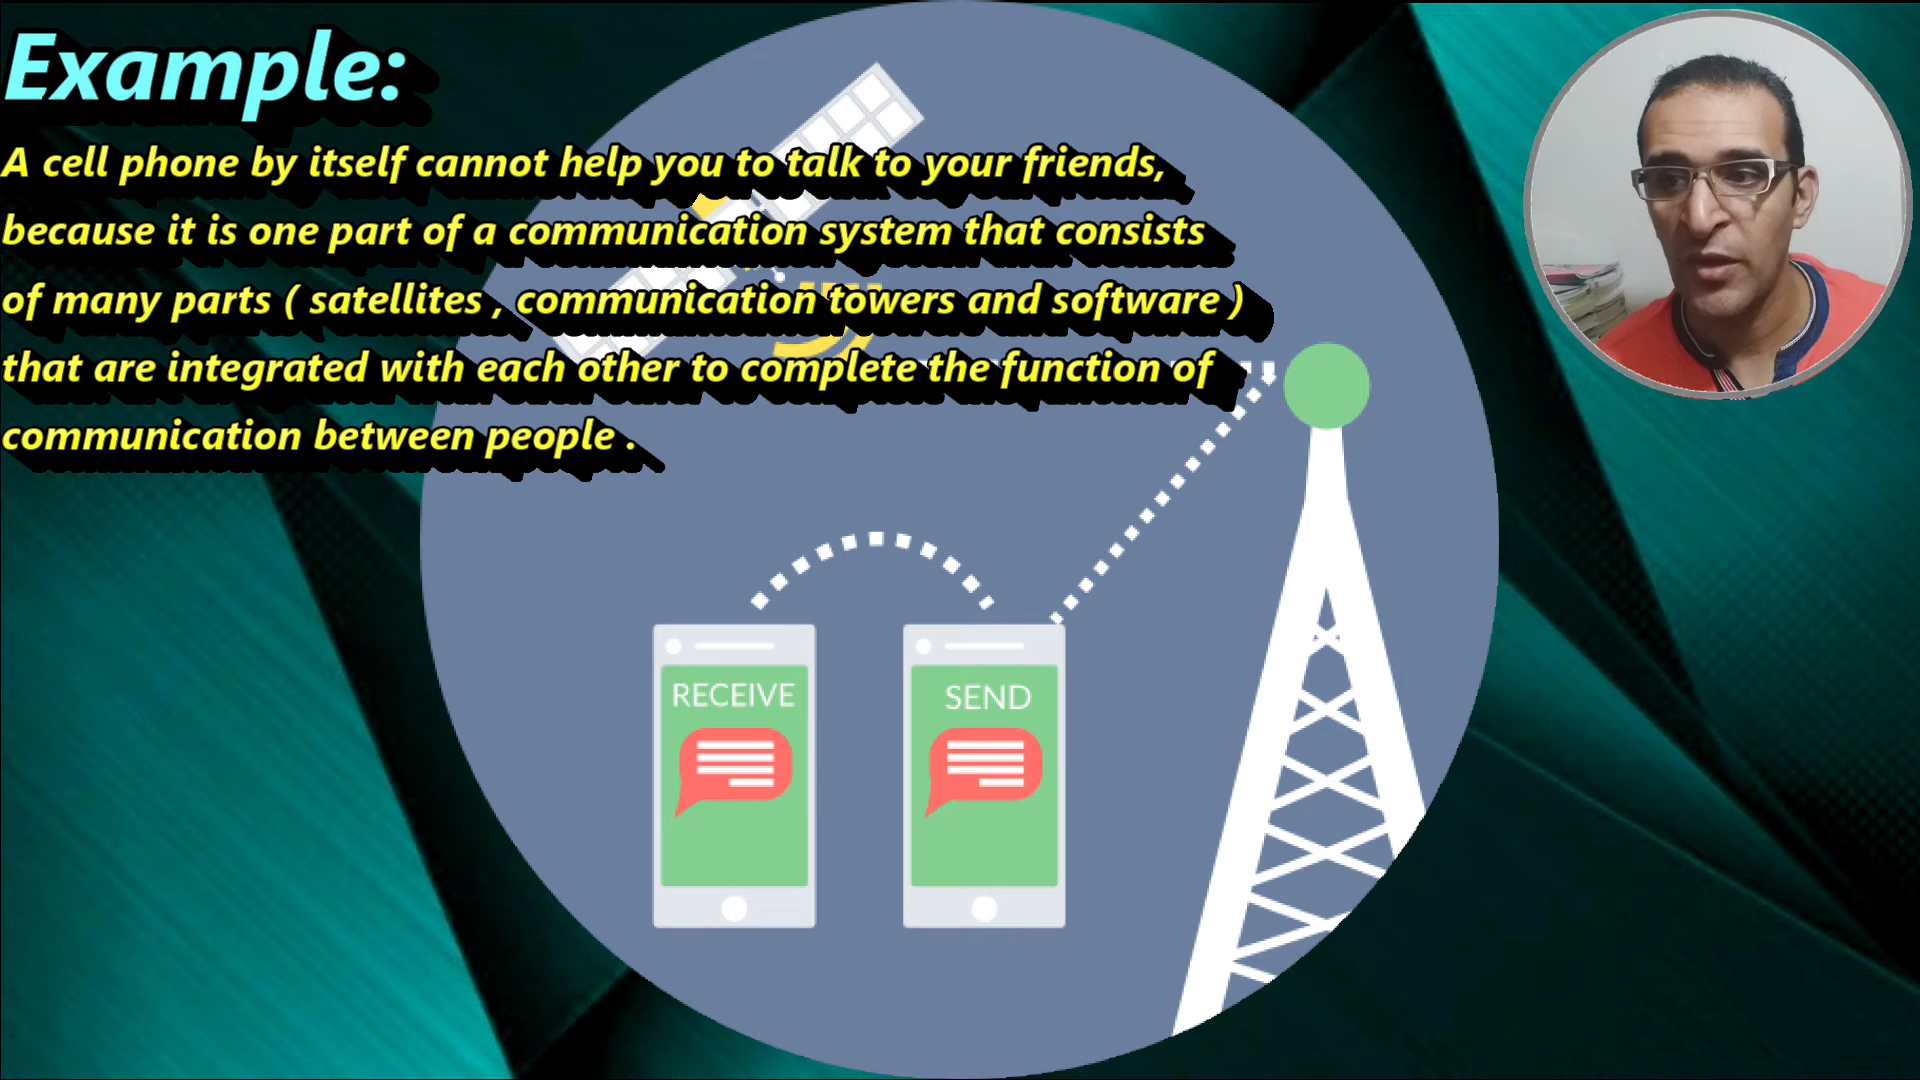 Example:
A cell phone by itself cannot help you to talk to your friends,
because it is one part of a communication system that consists
of many parts ( satellites , communication towers and software )
that are integrated with each other to complete the function of
communication between people .
RECEIVE
SEND